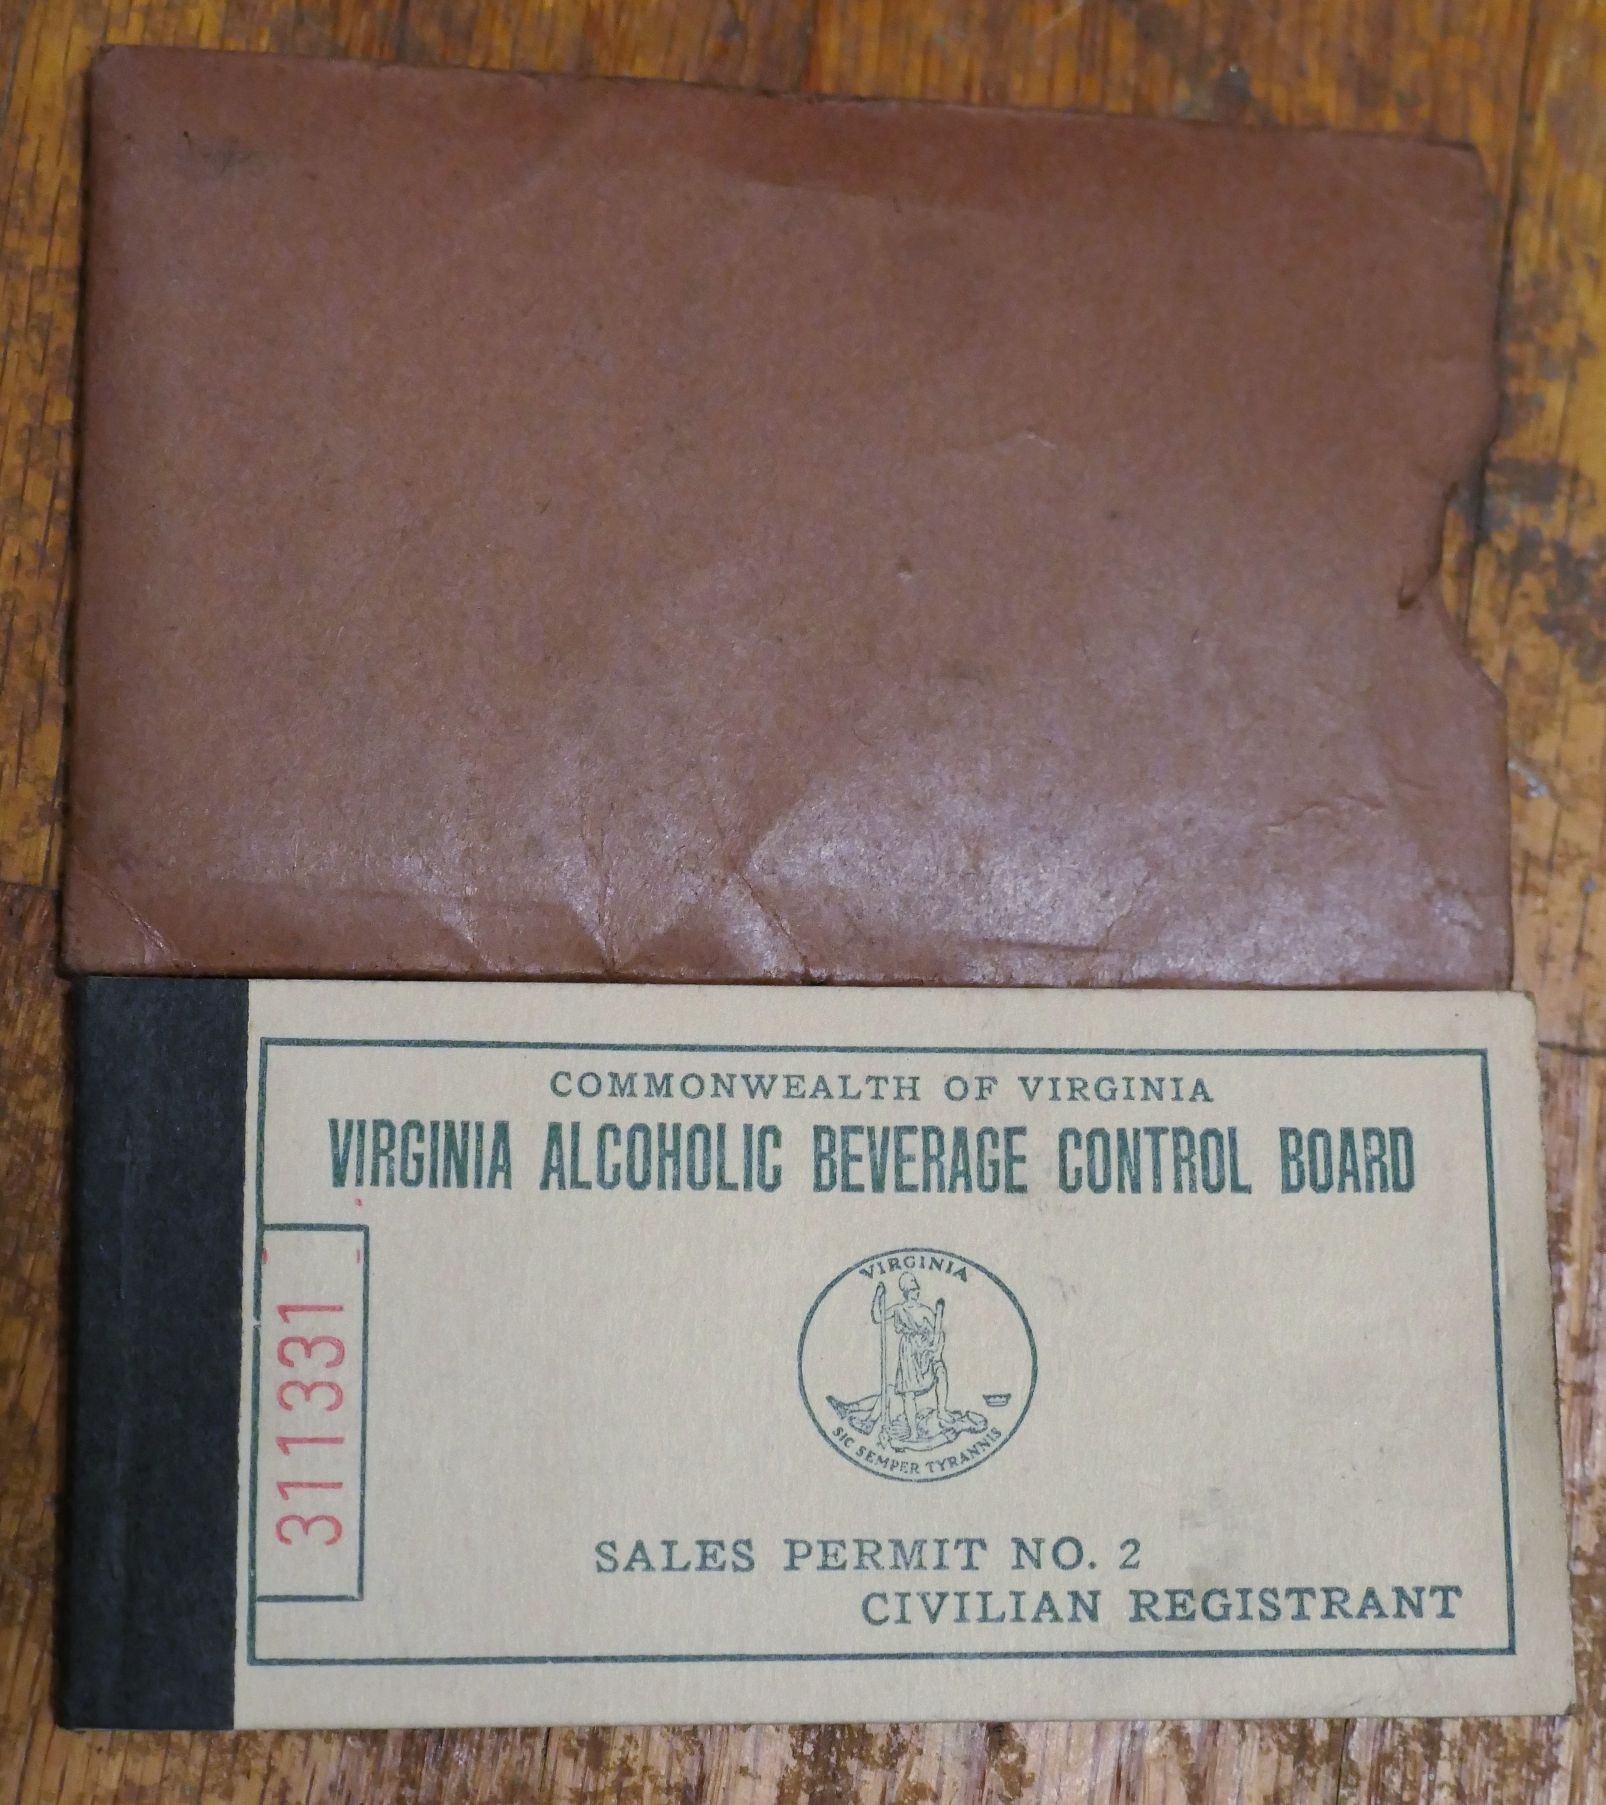 COMMONWEALTH OF VIRGINIA
VIRGINIA ALCOHOLIC BEVERAGE CONTROL BOARD
311331
VIRGINIA
SIC SEMPER TYRANNIS
SALES PERMIT NO. 2
CIVILIAN REGISTRANT